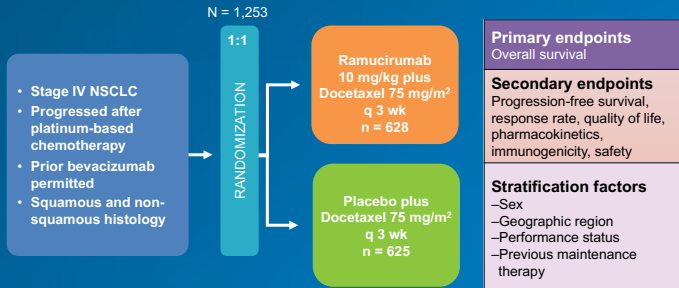 N = 1,253
1:1
RANDOMIZATION
• Stage IV NSCLC
• Progressed after
platinum-based
chemotherapy
• Prior bevacizumab
permitted
• Squamous and non-
squamous histology
Ramucirumab
10 mg/kg plus
Docetaxel 75 mg/m²
q 3 wk
n = 628
Placebo plus
Docetaxel 75 mg/m²
q 3 wk
n = 625
Primary endpoints
Overall survival
Secondary endpoints
Progression-free survival,
response rate, quality of life,
pharmacokinetics,
immunogenicity, safety
Stratification factors
–Sex
–Geographic region
–Performance status
–Previous maintenance
therapy